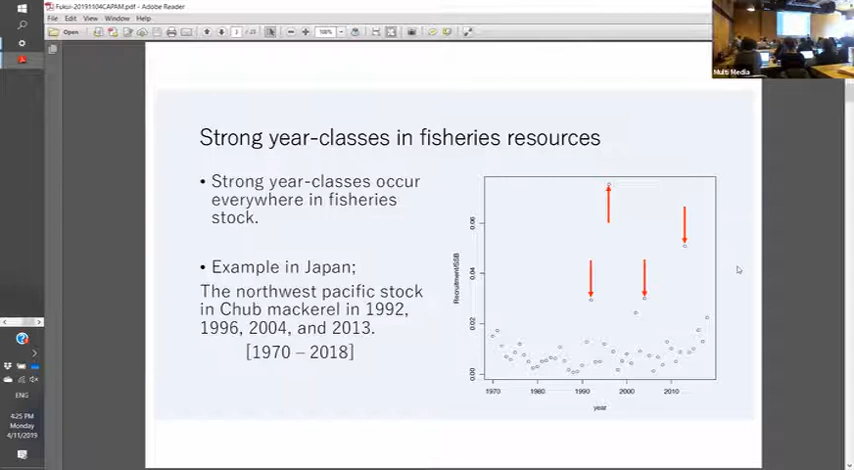 Fukui-20191104CAPAM.pdf - Adobe Reader
File Edit View Window Help
Open
Multi Media
Strong year-classes in fisheries resources
• Strong year-classes occur
everywhere in fisheries
stock.
• Example in Japan;
The northwest pacific stock
in Chub mackerel in 1992,
1996, 2004, and 2013.
[1970 – 2018]
Recruitment/SSB
0.06
0.04
0.02
0.00
1970 1980 1990 2000 2010
year
ENG
4:25 PM
Monday
4/11/2019